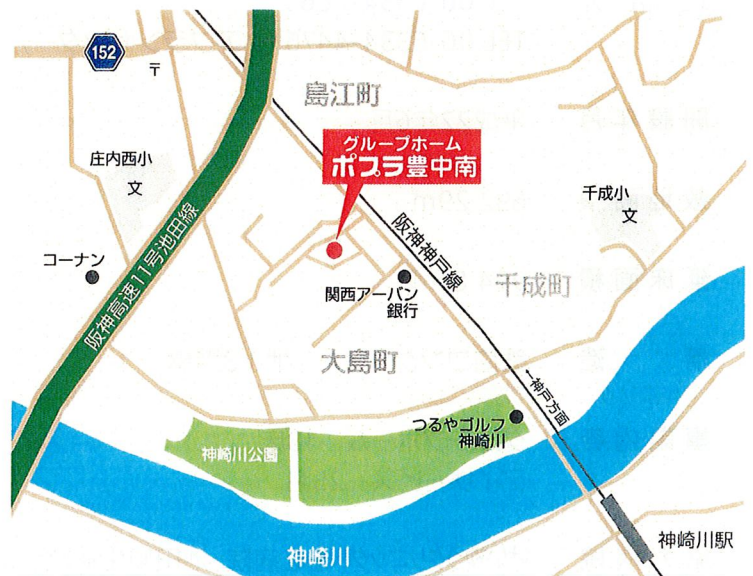 152
〒
島江町
グループホーム
ポプラ豊中南
庄内西小
文
千成小
文
阪神高速11号池田線
阪神神戸線
コーナン
関西アーバン
銀行
千成町
大島町
←神戸方面
つるやゴルフ
神崎川
神崎川公園
神崎川駅
神崎川